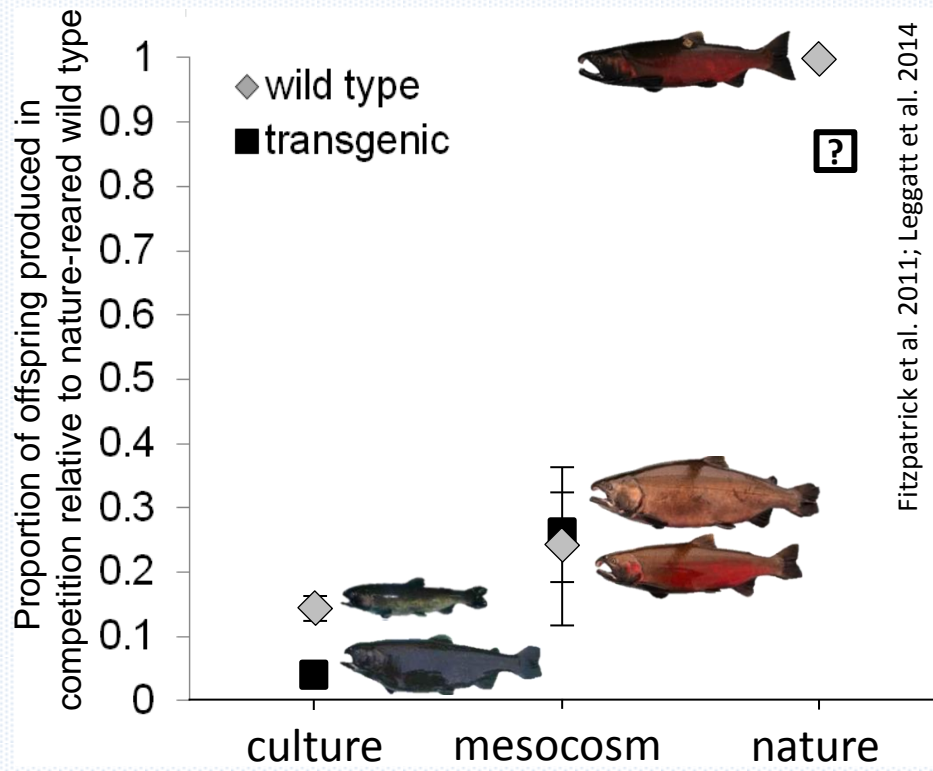 Proportion of offspring produced in
competition relative to nature-reared wild type
1
0.9
0.8
0.7
0.6
0.5
0.4
0.3
0.2
0.1
0
wild type
transgenic
?
culture mesocosm nature
Fitzpatrick et al. 2011; Leggatt et al. 2014